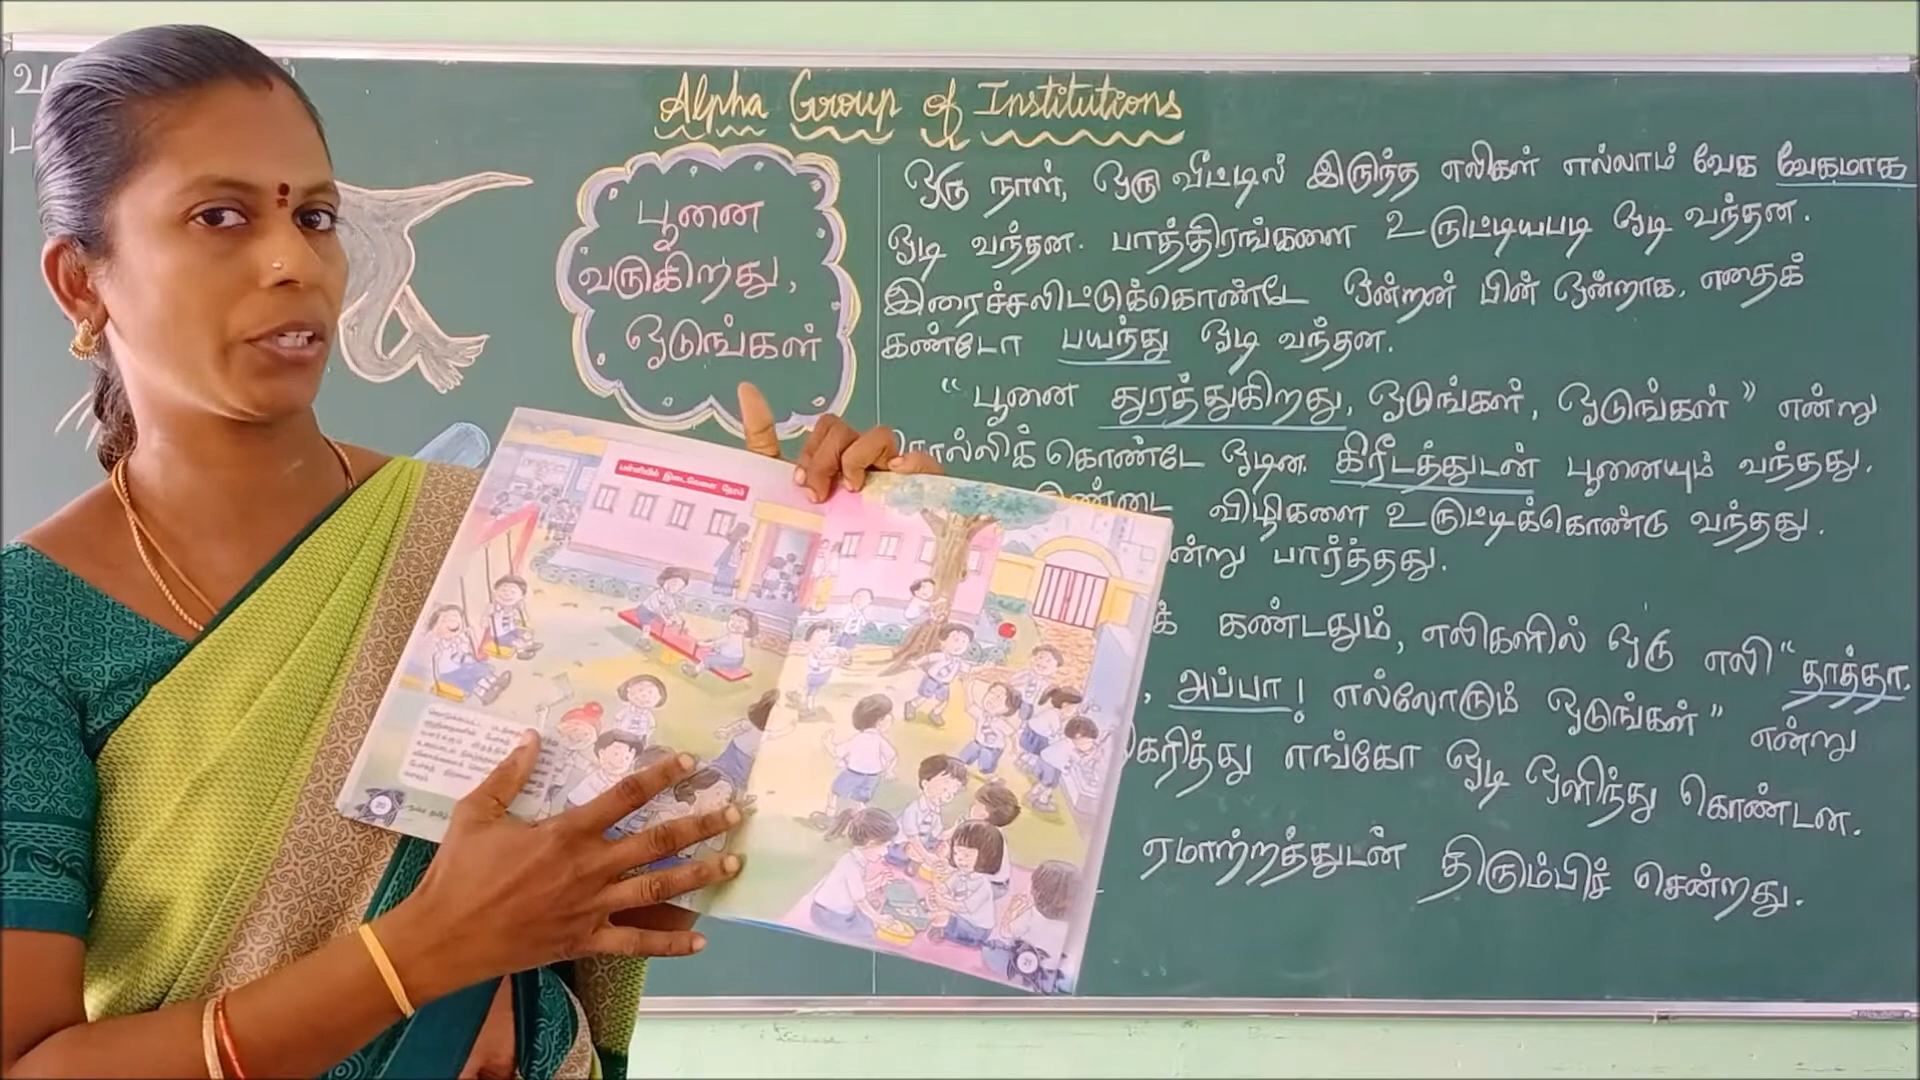 Alpha Group of Institutions
பூனை
வருகிறது,
ஓடுங்கள்
ஒரு நாள், ஒரு வீட்டில் இருந்த எலிகள் எல்லாம் வேக வேகமாக
ஓடி வந்தன. பாத்திரங்களை உருட்டியபடி ஓடி வந்தன.
இரைச்சலிட்டுக்கொண்டே ஒன்றன் பின் ஒன்றாக. எதைக்
கண்டோ பயந்து ஓடி வந்தன.
“பூனை துரத்துகிறது, ஓடுங்கள், ஓடுங்கள்” என்று
சொல்லிக் கொண்டே ஓடின. கிரீடத்துடன் பூனையும் வந்தது.
விழிகளை உருட்டிக்கொண்டு வந்தது.
ன்று பார்த்தது.
க் கண்டதும், எலிகளில் ஒரு எலி “தாத்தா,
, அப்பா! எல்லோரும் ஓடுங்கள்” என்று
கரித்து எங்கோ ஓடி ஒளிந்து கொண்டன.
ஏமாற்றத்துடன் திரும்பிச் சென்றது.
பள்ளியில் இடைவேளை நேரம்